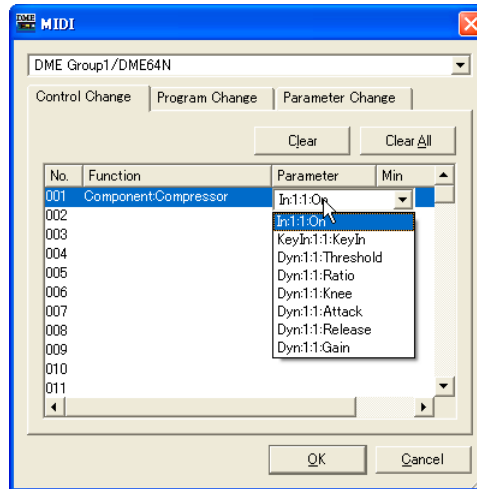 DME MIDI
DME Group1/DME64N
Control Change Program Change Parameter Change
Clear Clear All
No. Function Parameter Min
001 Component:Compressor In:1:1:On
002 In:1:1:On
003 KeyIn:1:1:KeyIn
004 Dyn:1:1:Threshold
005 Dyn:1:1:Ratio
006 Dyn:1:1:Knee
007 Dyn:1:1:Attack
008 Dyn:1:1:Release
009 Dyn:1:1:Gain
010
011
OK Cancel